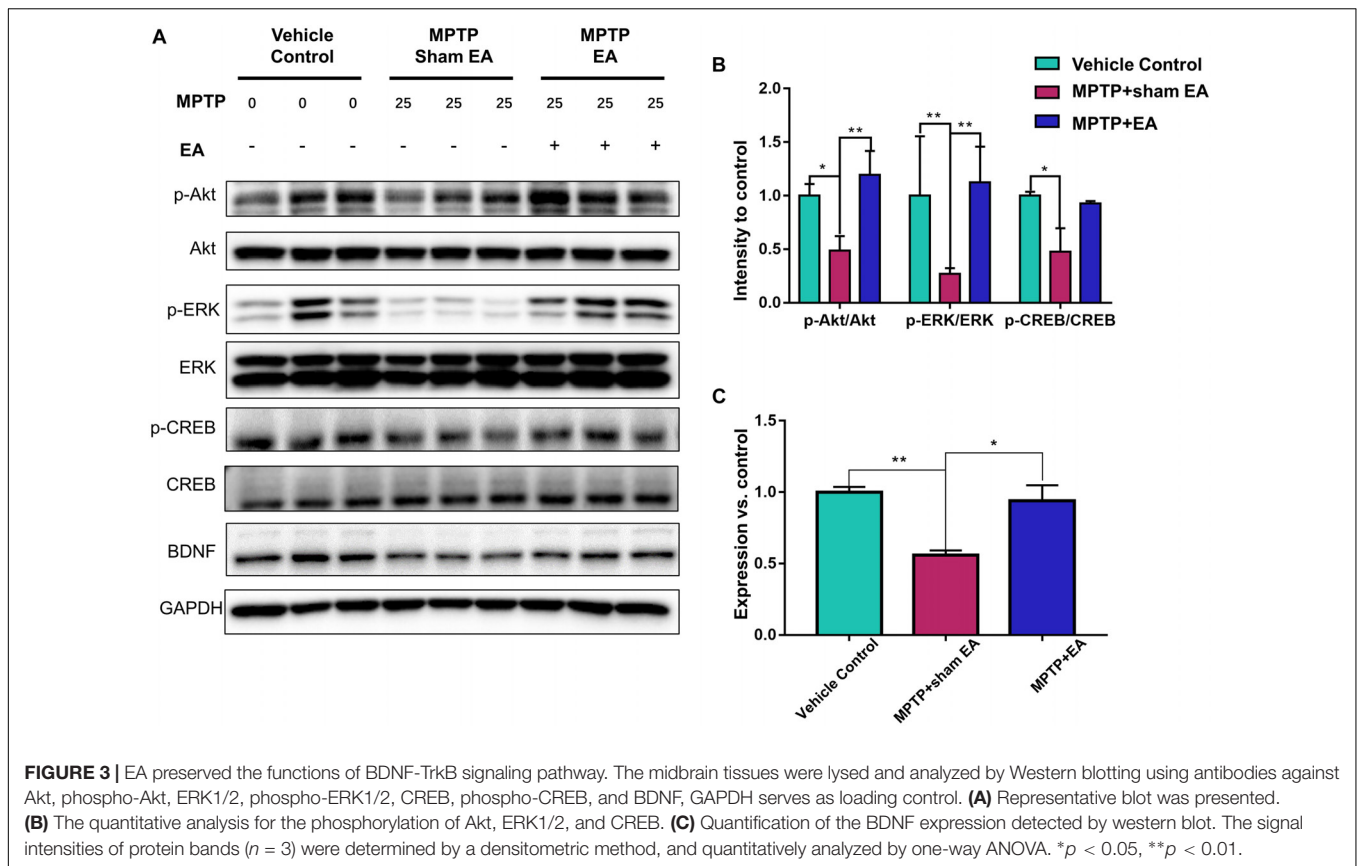 A
Vehicle
Control
MPTP
Sham EA
MPTP
EA
MPTP 0 0 0 25 25 25 25 25 25
EA - - - - - - + + +
p-Akt
Akt
p-ERK
ERK
p-CREB
CREB
BDNF
GAPDH
B
Vehicle Control
MPTP+sham EA
MPTP+EA
Intensity to control
2.0
1.5
1.0
0.5
0.0
* ** ** ** *
p-Akt/Akt p-ERK/ERK p-CREB/CREB
C
Expression vs. control
1.5
1.0
0.5
0.0
** *
Vehicle Control
MPTP+sham EA
MPTP+EA
FIGURE 3 | EA preserved the functions of BDNF-TrkB signaling pathway. The midbrain tissues were lysed and analyzed by Western blotting using antibodies against
Akt, phospho-Akt, ERK1/2, phospho-ERK1/2, CREB, phospho-CREB, and BDNF, GAPDH serves as loading control. (A) Representative blot was presented.
(B) The quantitative analysis for the phosphorylation of Akt, ERK1/2, and CREB. (C) Quantification of the BDNF expression detected by western blot. The signal
intensities of protein bands (n = 3) were determined by a densitometric method, and quantitatively analyzed by one-way ANOVA. *p < 0.05, **p < 0.01.